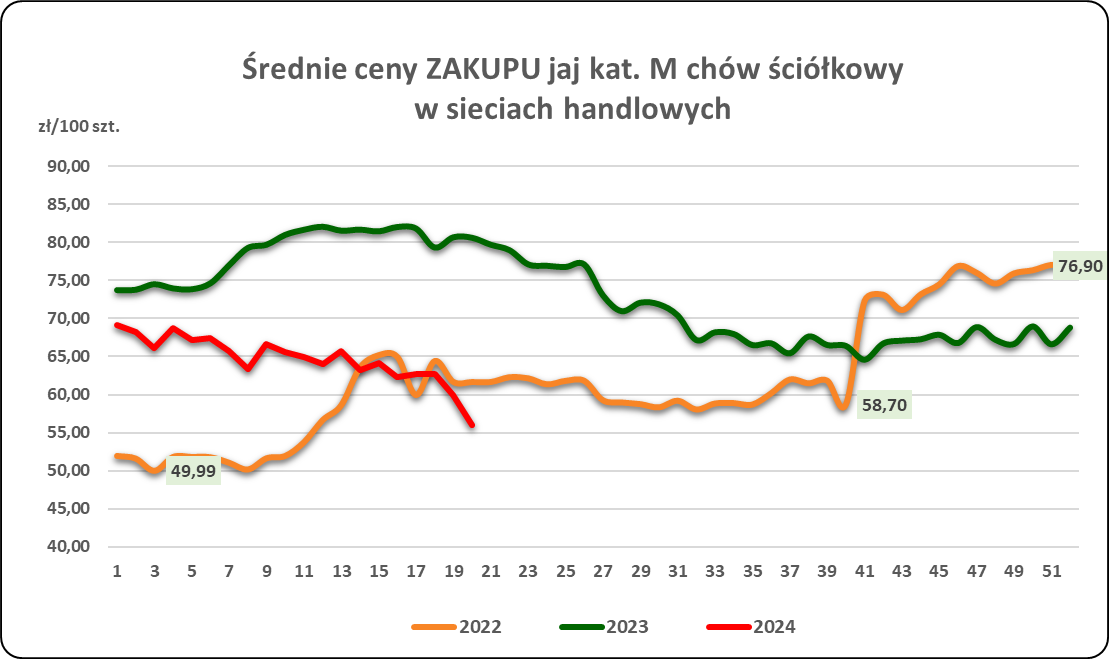 Średnie ceny ZAKUPU jaj kat. M chów ściółkowy
w sieciach handlowych
zł/100 szt.
90,00
85,00
80,00
75,00
70,00
65,00
60,00
55,00
50,00
45,00
40,00
76,90
58,70
49,99
1 3 5 7 9 11 13 15 17 19 21 23 25 27 29 31 33 35 37 39 41 43 45 47 49 51
2022 2023 2024